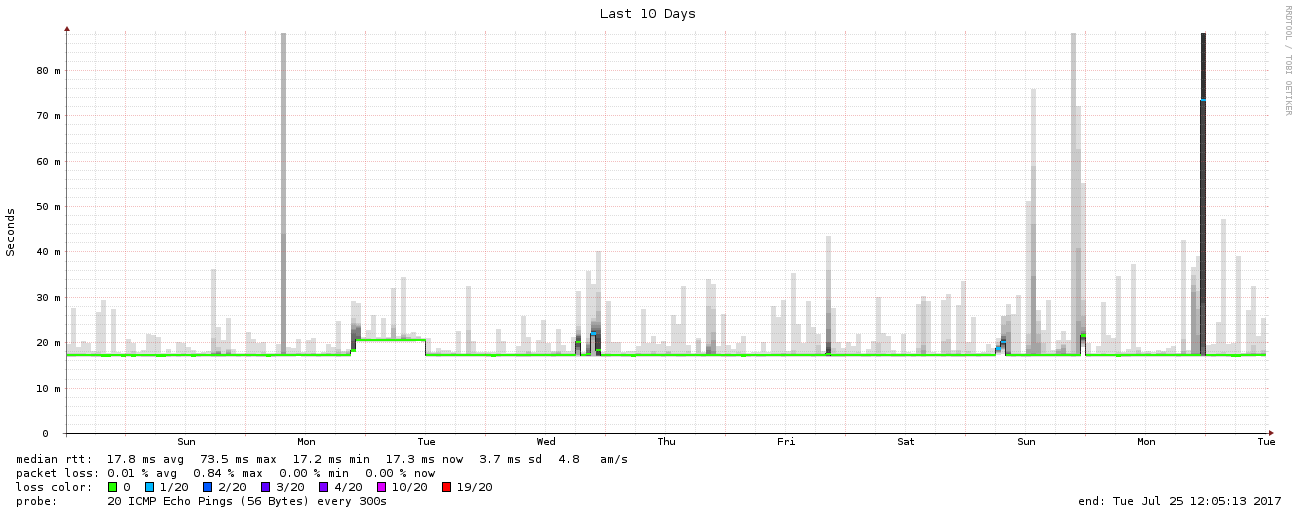 Last 10 Days
RRDTOOL / TOBI OETIKER
Seconds
80 m
70 m
60 m
50 m
40 m
30 m
20 m
10 m
0
Sun Mon Tue Wed Thu Fri Sat Sun Mon Tue
median rtt: 17.8 ms avg 73.5 ms max 17.2 ms min 17.3 ms now 3.7 ms sd 4.8 am/s
packet loss: 0.01 % avg 0.84 % max 0.00 % min 0.00 % now
loss color: 0 1/20 2/20 3/20 4/20 10/20 19/20
probe: 20 ICMP Echo Pings (56 Bytes) every 300s end: Tue Jul 25 12:05:13 2017